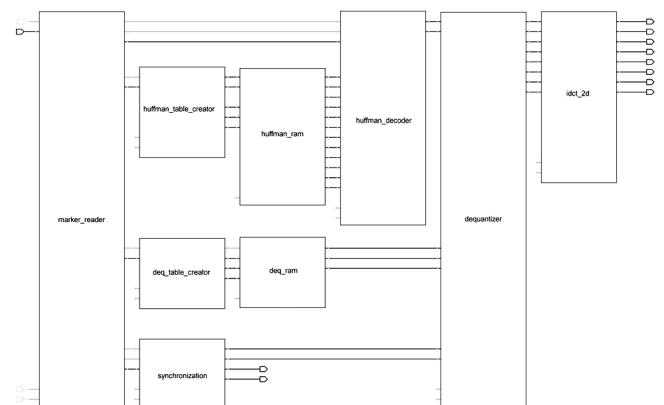 idct_2d
huffman_table_creator
huffman_decoder
huffman_ram
marker_reader
dequantizer
deq_table_creator
deq_ram
synchronization